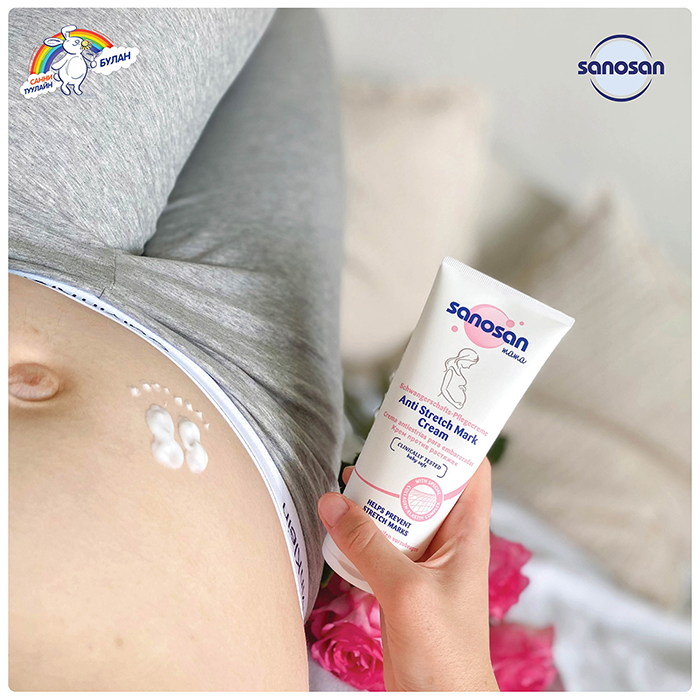 САННИ
ТУУЛАЙН
БУЛАН
sanosan
sanosan
mama
Schwangerschafts-Pflegecreme
Anti Stretch Mark
Cream
Crema antiestrías para embarazadas
Крем против растяжек
CLINICALLY TESTED
baby safe
HELPS PREVENT
STRETCH MARKS